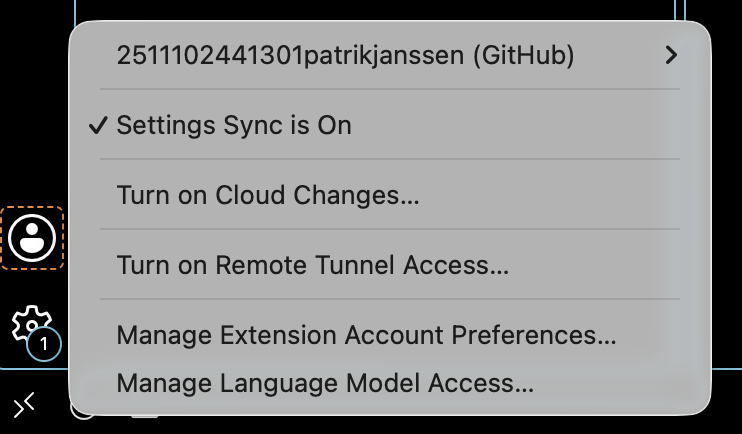 2511102441301patrikjanssen (GitHub)
Settings Sync is On
Turn on Cloud Changes...
Turn on Remote Tunnel Access...
Manage Extension Account Preferences...
1
Manage Language Model Access...